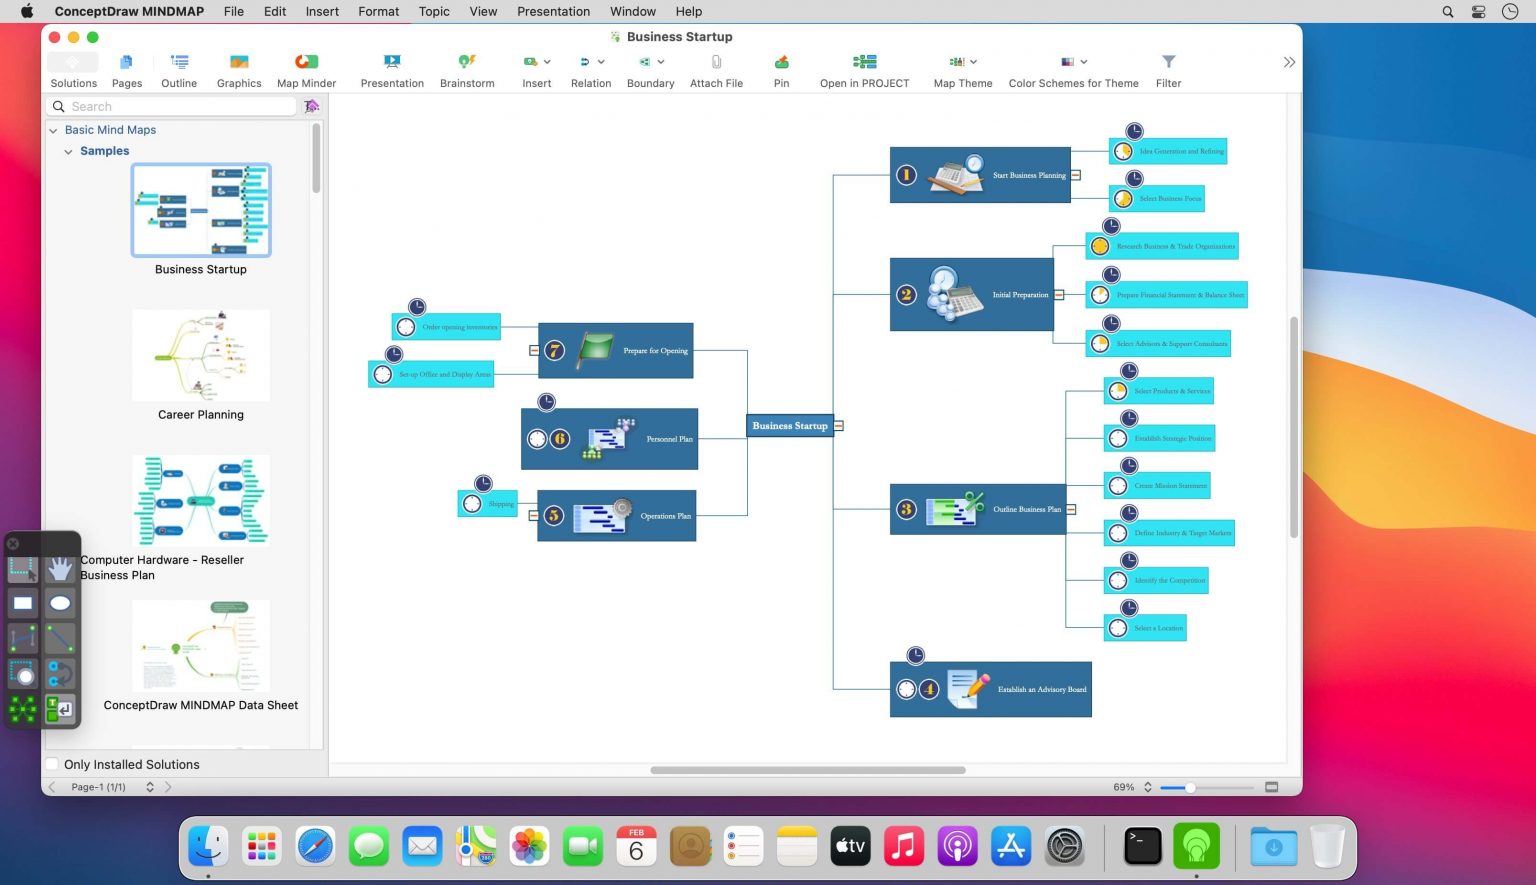 ConceptDraw MINDMAP File Edit Insert Format Topic View Presentation Window Help
Business Startup
Solutions Pages Outline Graphics Map Minder Presentation Brainstorm Insert Relation Boundary Attach File Pin Open in PROJECT Map Theme Color Schemes for Theme Filter
Search
Basic Mind Maps
Samples
Business Startup
Career Planning
Computer Hardware - Reseller
Business Plan
ConceptDraw MINDMAP Data Sheet
Only Installed Solutions
Page-1 (1/1)
69%
Business Startup
1 Start Business Planning
Idea Generation and Refining
Select Business Focus
2 Initial Preparation
Research Business & Trade Organizations
Prepare Financial Statement & Balance Sheet
Select Advisors & Support Consultants
3 Outline Business Plan
Select Products & Services
Establish Strategic Position
Create Mission Statement
Define Industry & Target Markets
Identify the Competition
Select a Location
4 Establish an Advisory Board
5 Operations Plan
Shipping
6 Personnel Plan
7 Prepare for Opening
Order opening inventories
Set-up Office and Display Areas
FEB
6
tv